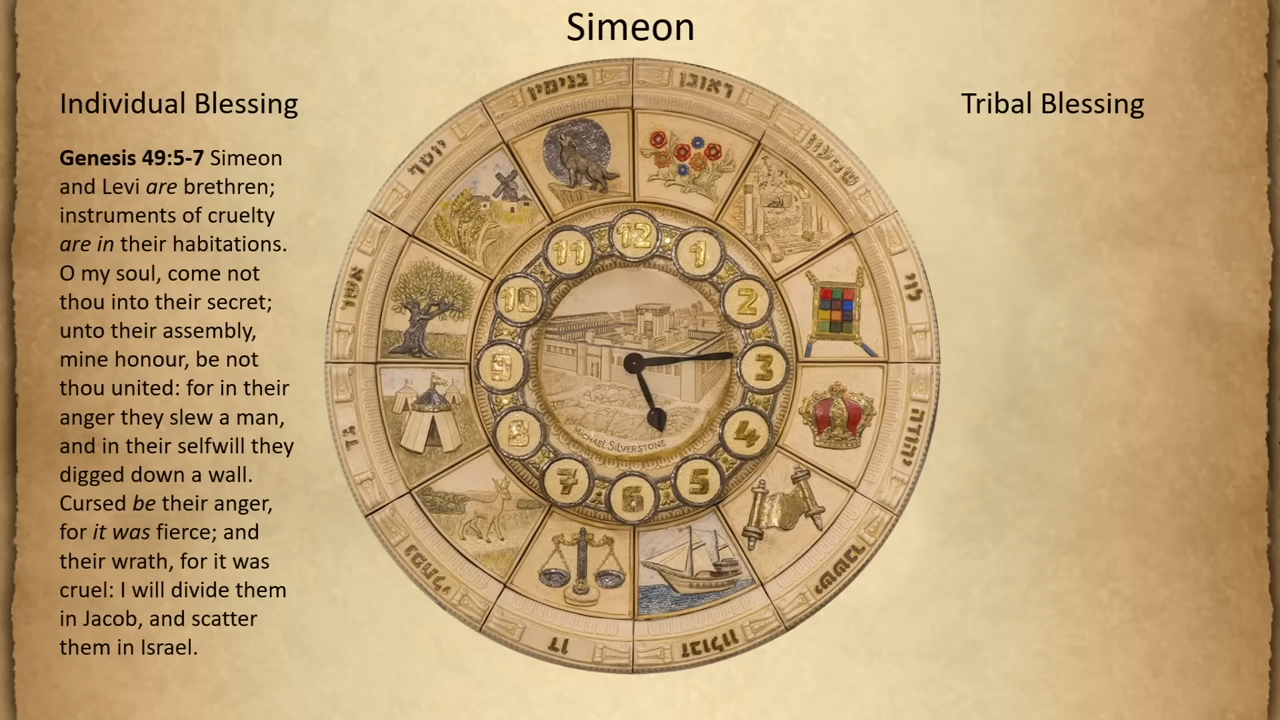 Simeon
Individual Blessing
Tribal Blessing
Genesis 49:5-7 Simeon
and Levi are brethren;
instruments of cruelty
are in their habitations.
O my soul, come not
thou into their secret;
unto their assembly,
mine honour, be not
thou united: for in their
anger they slew a man,
and in their selfwill they
digged down a wall.
Cursed be their anger,
for it was fierce; and
their wrath, for it was
cruel: I will divide them
in Jacob, and scatter
them in Israel.
ראובן
שמעון
לוי
יהודה
יששכר
זבולון
דן
נפתלי
גד
אשר
יוסף
בנימין
12
1
2
3
4
5
6
7
8
9
10
11
MICHAEL SILVERSTONE